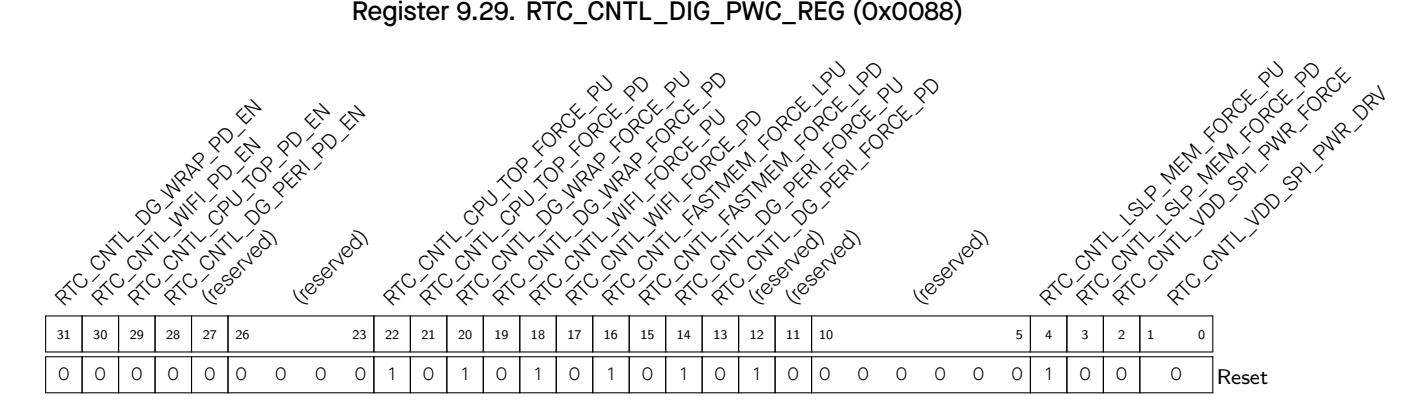 Register 9.29. RTC_CNTL_DIG_PWC_REG (0x0088)
RTC_CNTL_DG_WRAP_PD_EN
RTC_CNTL_WIFI_PD_EN
RTC_CNTL_CPU_TOP_PD_EN
RTC_CNTL_DG_PERI_PD_EN
(reserved)
(reserved)
RTC_CNTL_CPU_TOP_FORCE_PU
RTC_CNTL_CPU_TOP_FORCE_PD
RTC_CNTL_DG_WRAP_FORCE_PU
RTC_CNTL_DG_WRAP_FORCE_PD
RTC_CNTL_WIFI_FORCE_PU
RTC_CNTL_WIFI_FORCE_PD
RTC_CNTL_FASTMEM_FORCE_LPU
RTC_CNTL_FASTMEM_FORCE_LPD
RTC_CNTL_DG_PERI_FORCE_PU
RTC_CNTL_DG_PERI_FORCE_PD
(reserved)
(reserved)
(reserved)
RTC_CNTL_LSLP_MEM_FORCE_PU
RTC_CNTL_LSLP_MEM_FORCE_PD
RTC_CNTL_VDD_SPI_PWR_FORCE
RTC_CNTL_VDD_SPI_PWR_DRV
31 30 29 28 27 26 23 22 21 20 19 18 17 16 15 14 13 12 11 10 5 4 3 2 1 0
0 0 0 0 0 0 0 0 0 1 0 1 0 1 0 1 0 1 0 1 0 0 0 0 0 0 0 1 0 0 0 Reset